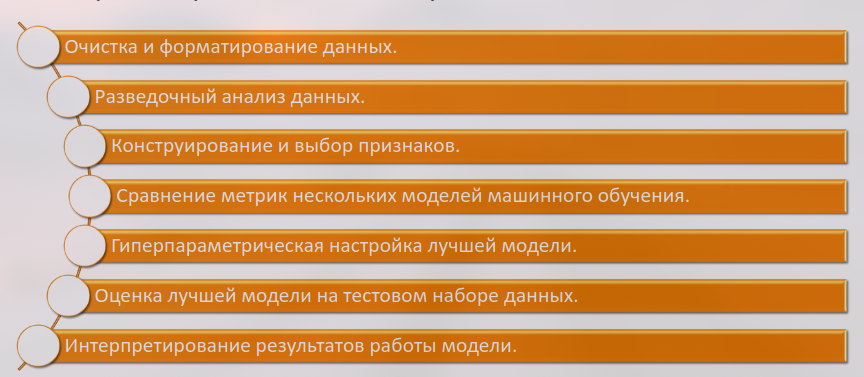 Очистка и форматирование данных.
Разведочный анализ данных.
Конструирование и выбор признаков.
Сравнение метрик нескольких моделей машинного обучения.
Гиперпараметрическая настройка лучшей модели.
Оценка лучшей модели на тестовом наборе данных.
Интерпретирование результатов работы модели.